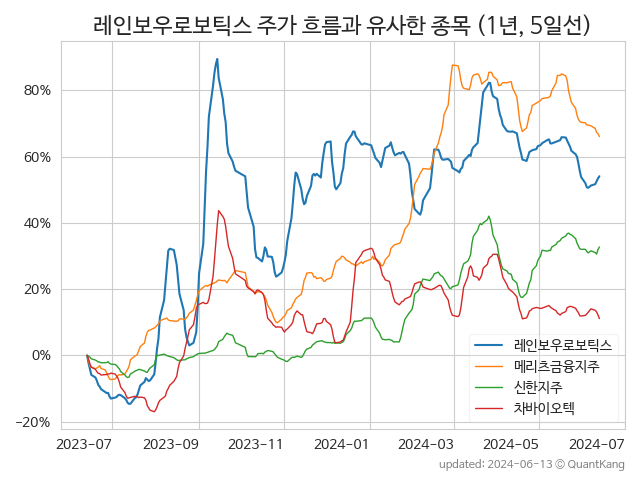 레인보우로보틱스 주가 흐름과 유사한 종목 (1년, 5일선)
80%
60%
40%
20%
0%
−20%
레인보우로보틱스
메리츠금융지주
신한지주
차바이오텍
2023-07 2023-09 2023-11 2024-01 2024-03 2024-05 2024-07
updated: 2024-06-13 © QuantKang